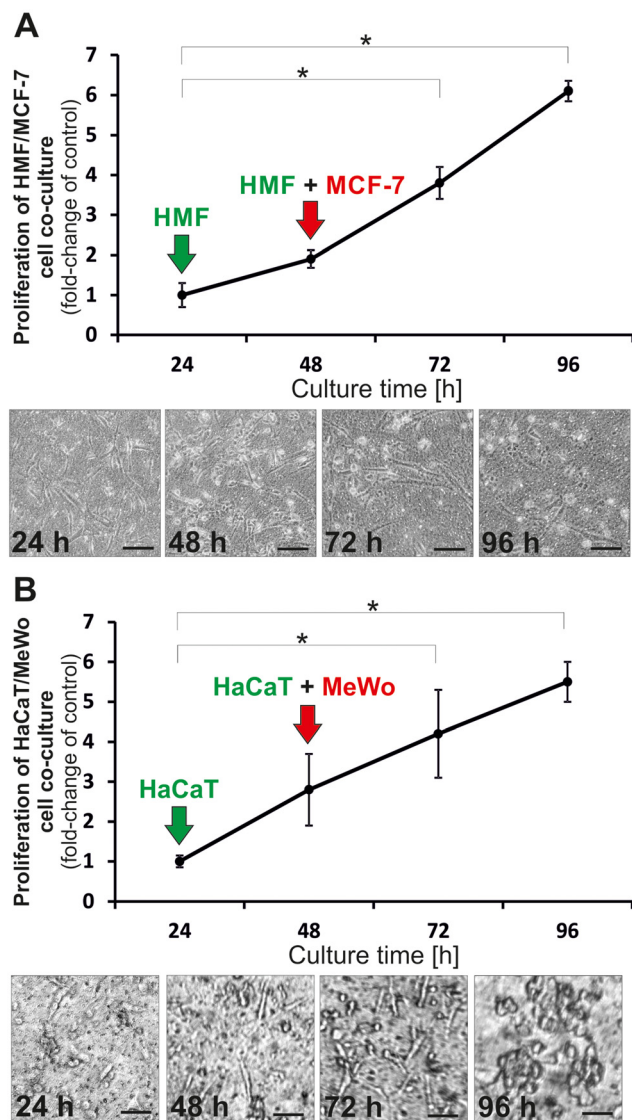 A
Proliferation of HMF/MCF-7
cell co-culture
(fold-change of control)
7
6
5
4
3
2
1
0
*
*
HMF + MCF-7
HMF
24 48 72 96
Culture time [h]
24 h 48 h 72 h 96 h
B
Proliferation of HaCaT/MeWo
cell co-culture
(fold-change of control)
7
6
5
4
3
2
1
0
*
*
HaCaT + MeWo
HaCaT
24 48 72 96
Culture time [h]
24 h 48 h 72 h 96 h